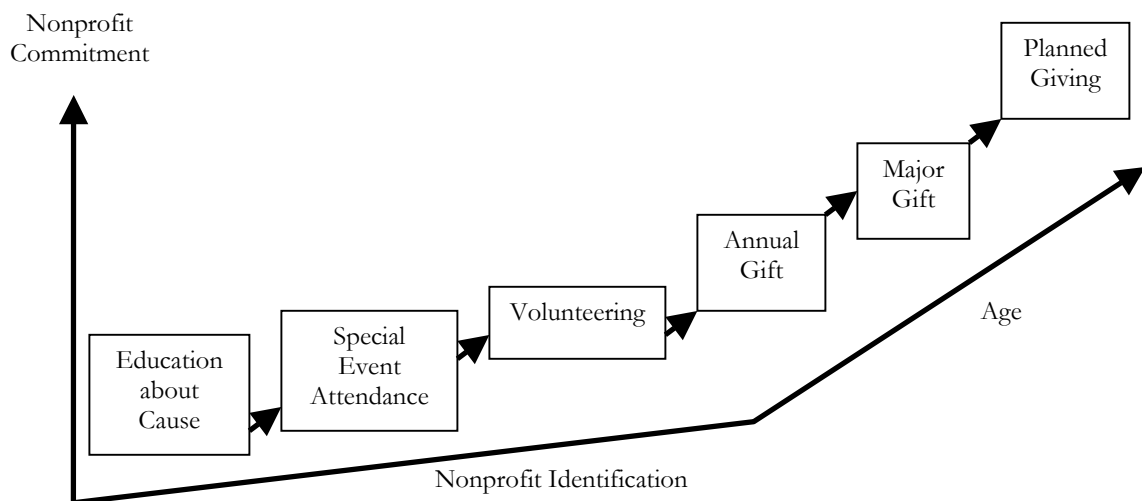 Nonprofit
Commitment
Planned
Giving
Major
Gift
Annual
Gift
Age
Volunteering
Special
Event
Attendance
Education
about
Cause
Nonprofit Identification